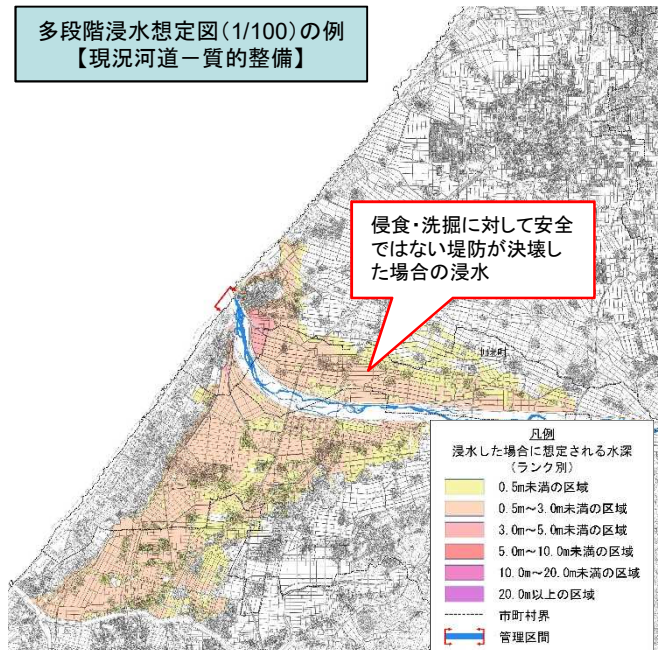 多段階浸水想定図(1/100)の例
【現況河道－質的整備】
侵食・洗掘に対して安全
ではない堤防が決壊し
た場合の浸水
凡例
浸水した場合に想定される水深
(ランク別)
0.5m未満の区域
0.5m～3.0m未満の区域
3.0m～5.0m未満の区域
5.0m～10.0m未満の区域
10.0m～20.0m未満の区域
20.0m以上の区域
市町村界
管理区間